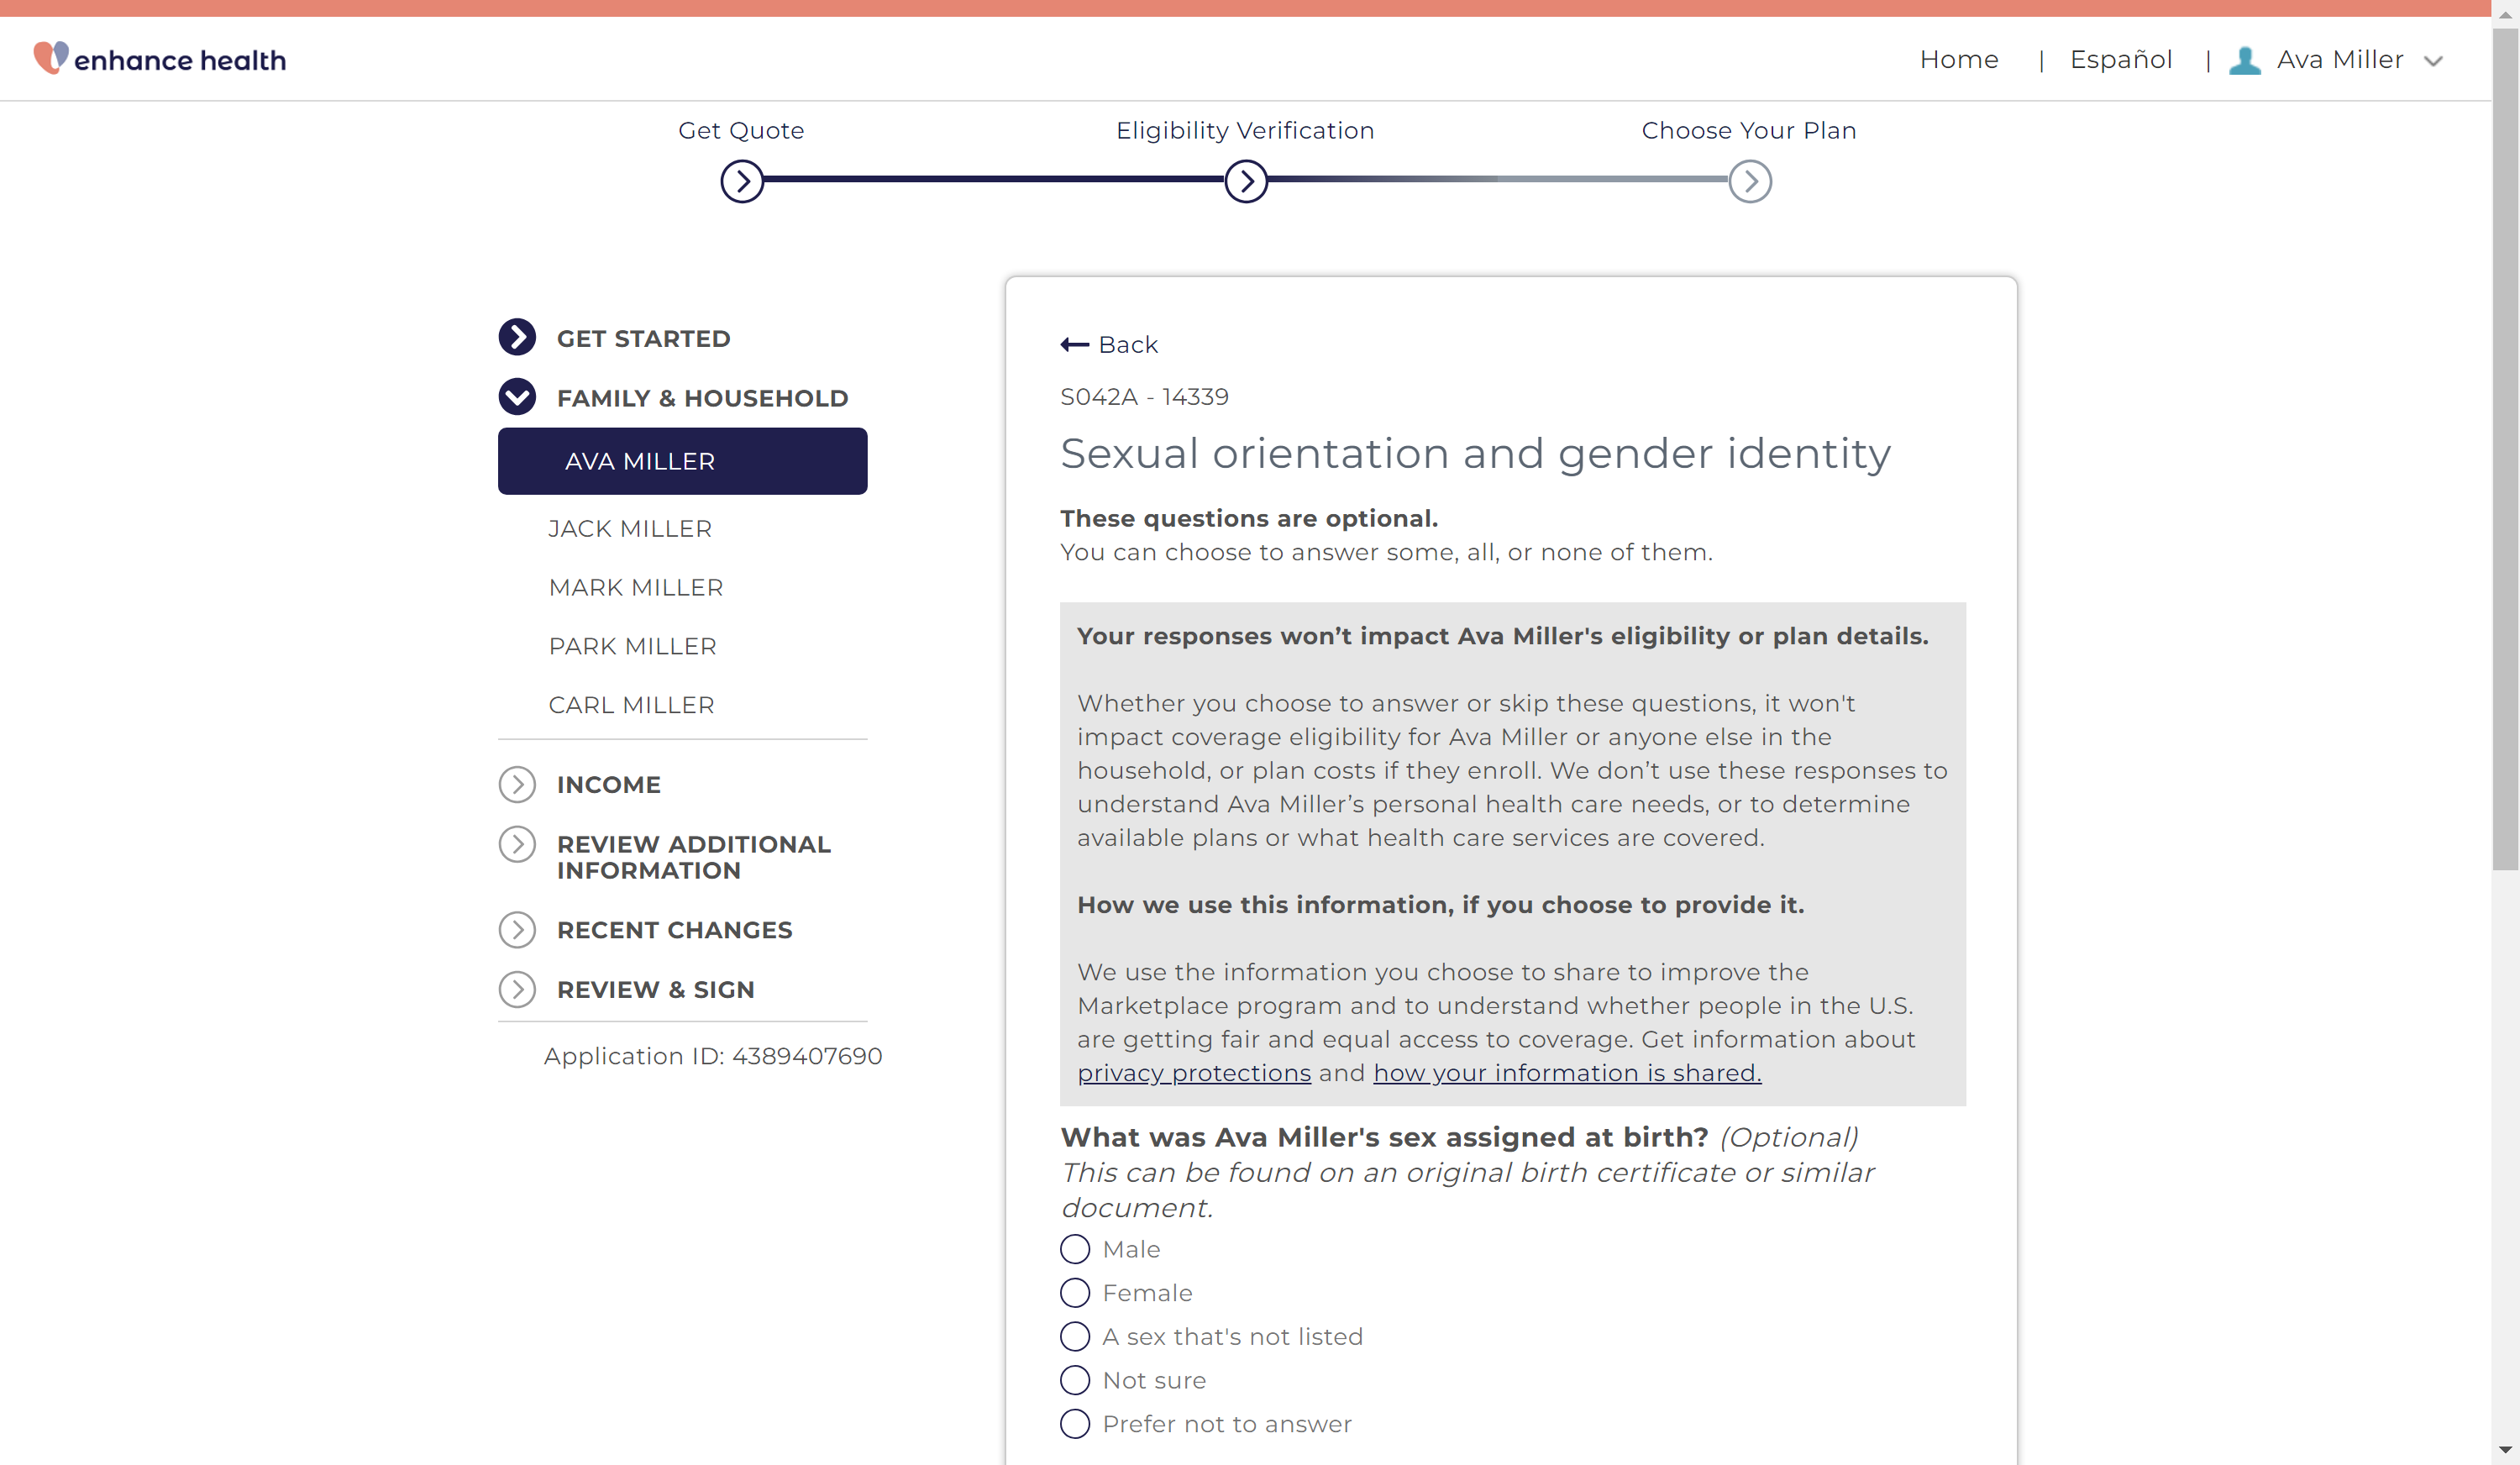 enhance health
Home | Español | Ava Miller
Get Quote
Eligibility Verification
Choose Your Plan
GET STARTED
FAMILY & HOUSEHOLD
AVA MILLER
JACK MILLER
MARK MILLER
PARK MILLER
CARL MILLER
INCOME
REVIEW ADDITIONAL
INFORMATION
RECENT CHANGES
REVIEW & SIGN
Application ID: 4389407690
Back
S042A - 14339
Sexual orientation and gender identity
These questions are optional.
You can choose to answer some, all, or none of them.
Your responses won’t impact Ava Miller's eligibility or plan details.
Whether you choose to answer or skip these questions, it won't
impact coverage eligibility for Ava Miller or anyone else in the
household, or plan costs if they enroll. We don’t use these responses to
understand Ava Miller’s personal health care needs, or to determine
available plans or what health care services are covered.
How we use this information, if you choose to provide it.
We use the information you choose to share to improve the
Marketplace program and to understand whether people in the U.S.
are getting fair and equal access to coverage. Get information about
privacy protections and how your information is shared.
What was Ava Miller's sex assigned at birth? (Optional)
This can be found on an original birth certificate or similar
document.
Male
Female
A sex that's not listed
Not sure
Prefer not to answer